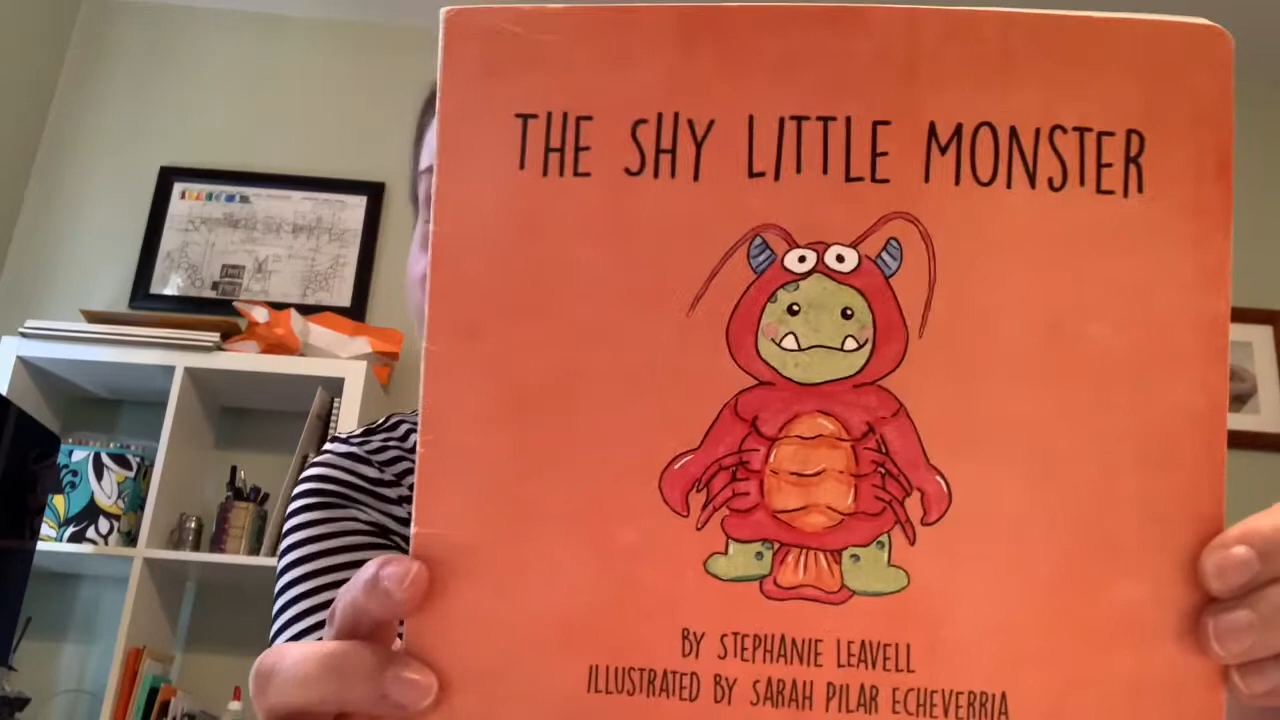 THE SHY LITTLE MONSTER
BY STEPHANIE LEAVELL
ILLUSTRATED BY SARAH PILAR ECHEVERRIA